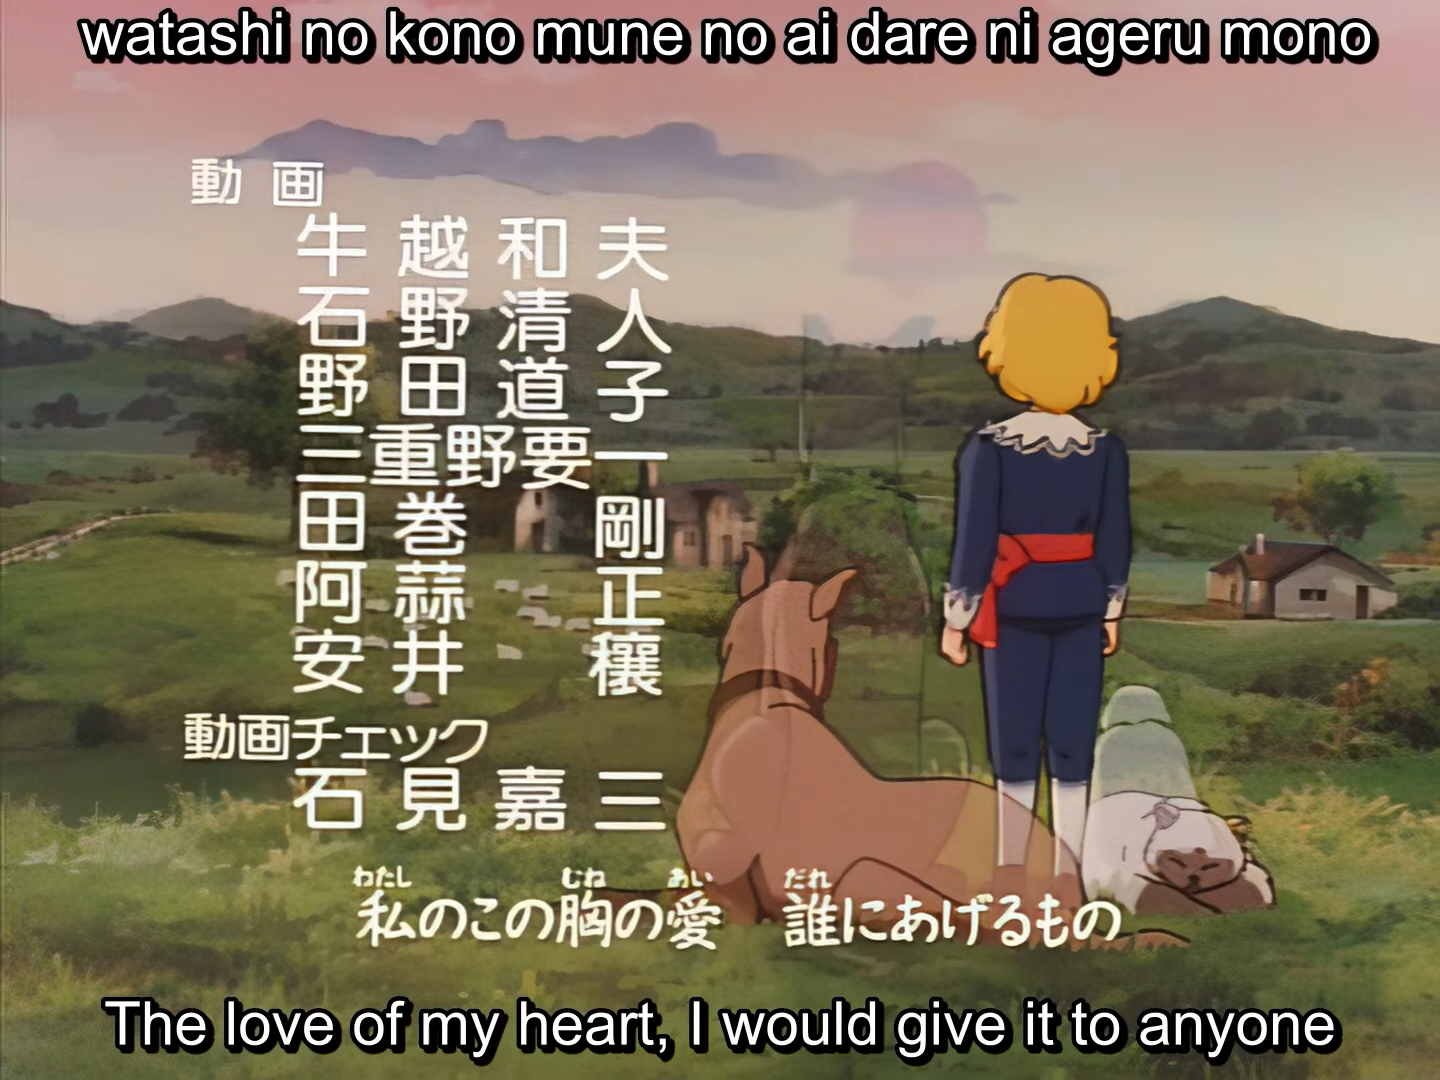 watashi no kono mune no ai dare ni ageru mono
動画
牛越和夫
石野清人
野田道子
三重野要一
田巻剛
阿蒜正
安井穣
動画チェック
石見嘉三
わたし むね あい だれ
私のこの胸の愛 誰にあげるもの
The love of my heart, I would give it to anyone